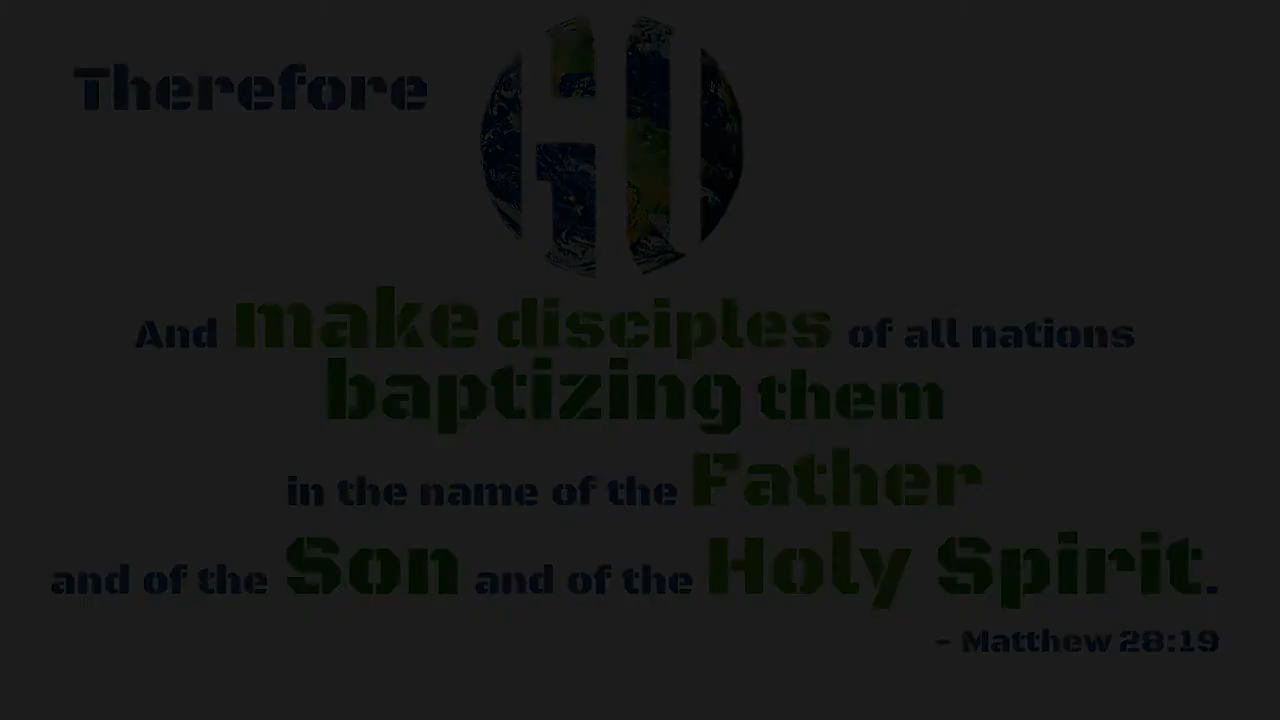 Therefore GO
And make disciples of all nations
baptizing them
in the name of the Father
and of the Son and of the Holy Spirit.
- Matthew 28:19